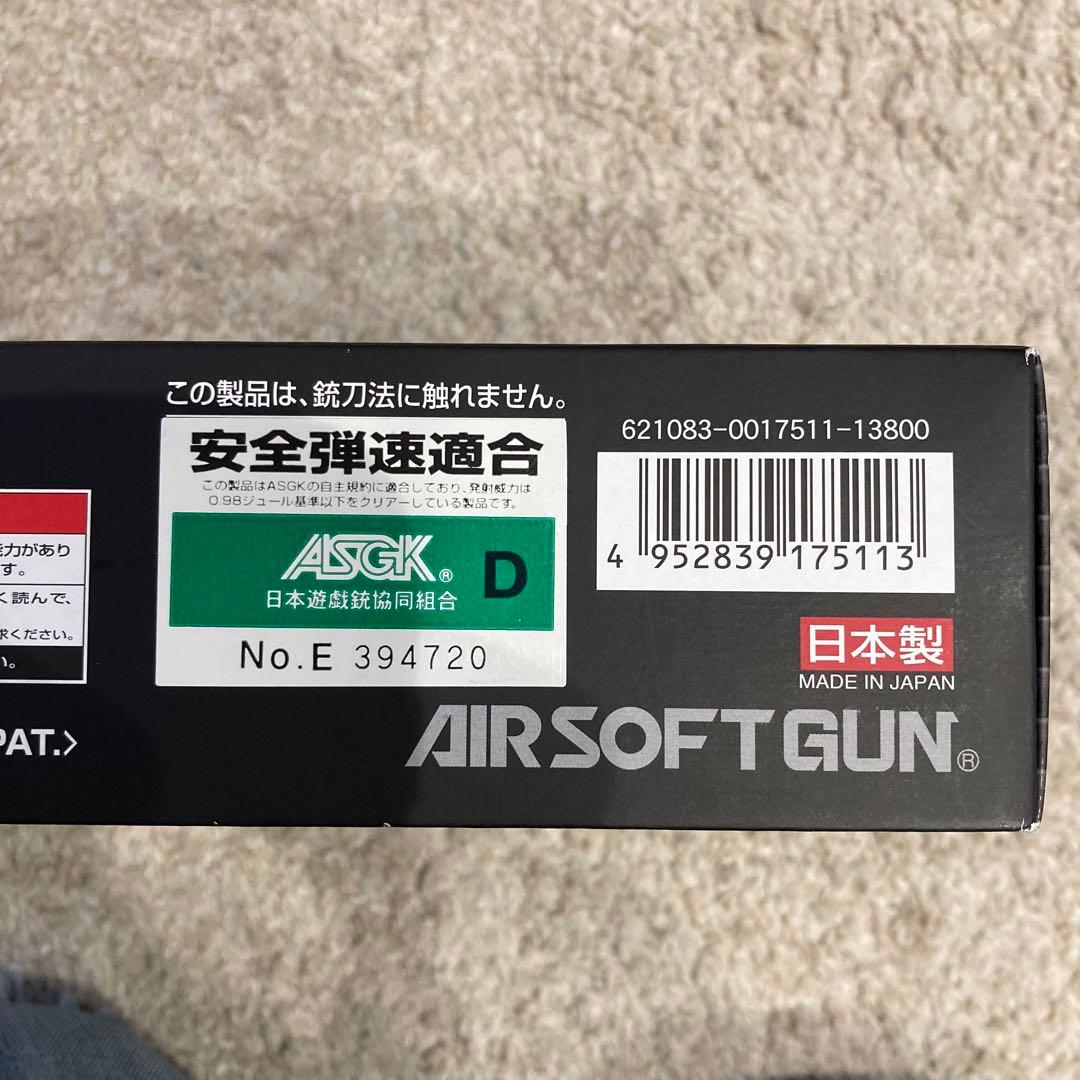 この製品は、銃刀法に触れません。
安全弾速適合
この製品はASGKの自主規約に適合しており、発射威力は
0.98ジュール基準以下をクリアーしている製品です。
ASGK®
D
日本遊戯銃協同組合
No.E 394720
621083-0017511-13800
4 952839 175113
日本製
MADE IN JAPAN
AIRSOFT GUN®
力があり
す。
く読んで、
求ください。
い。
PAT.>